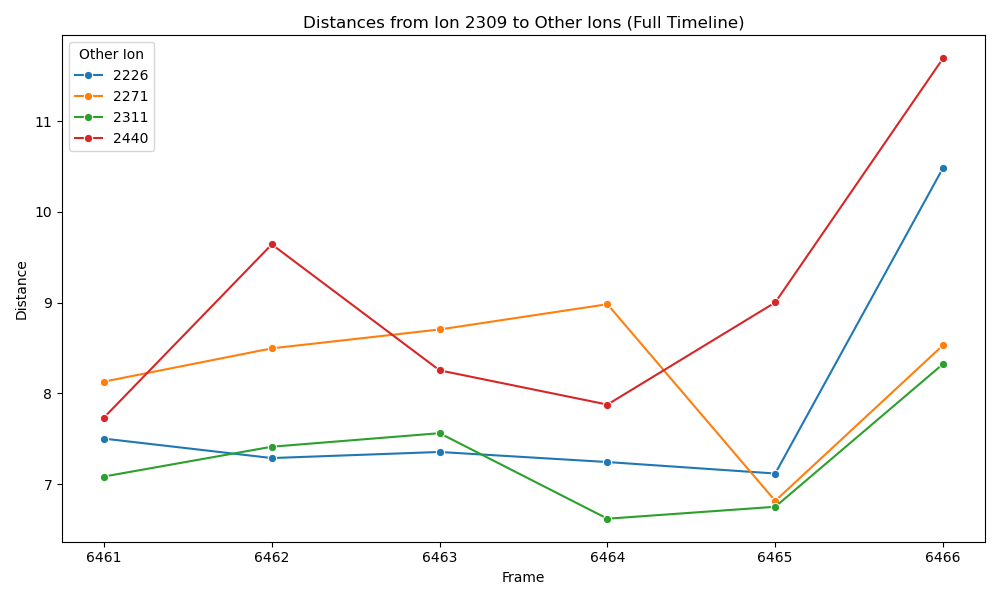 Distances from Ion 2309 to Other Ions (Full Timeline)
Other Ion
2226
2271
2311
2440
11
10
9
8
7
Distance
6461 6462 6463 6464 6465 6466
Frame